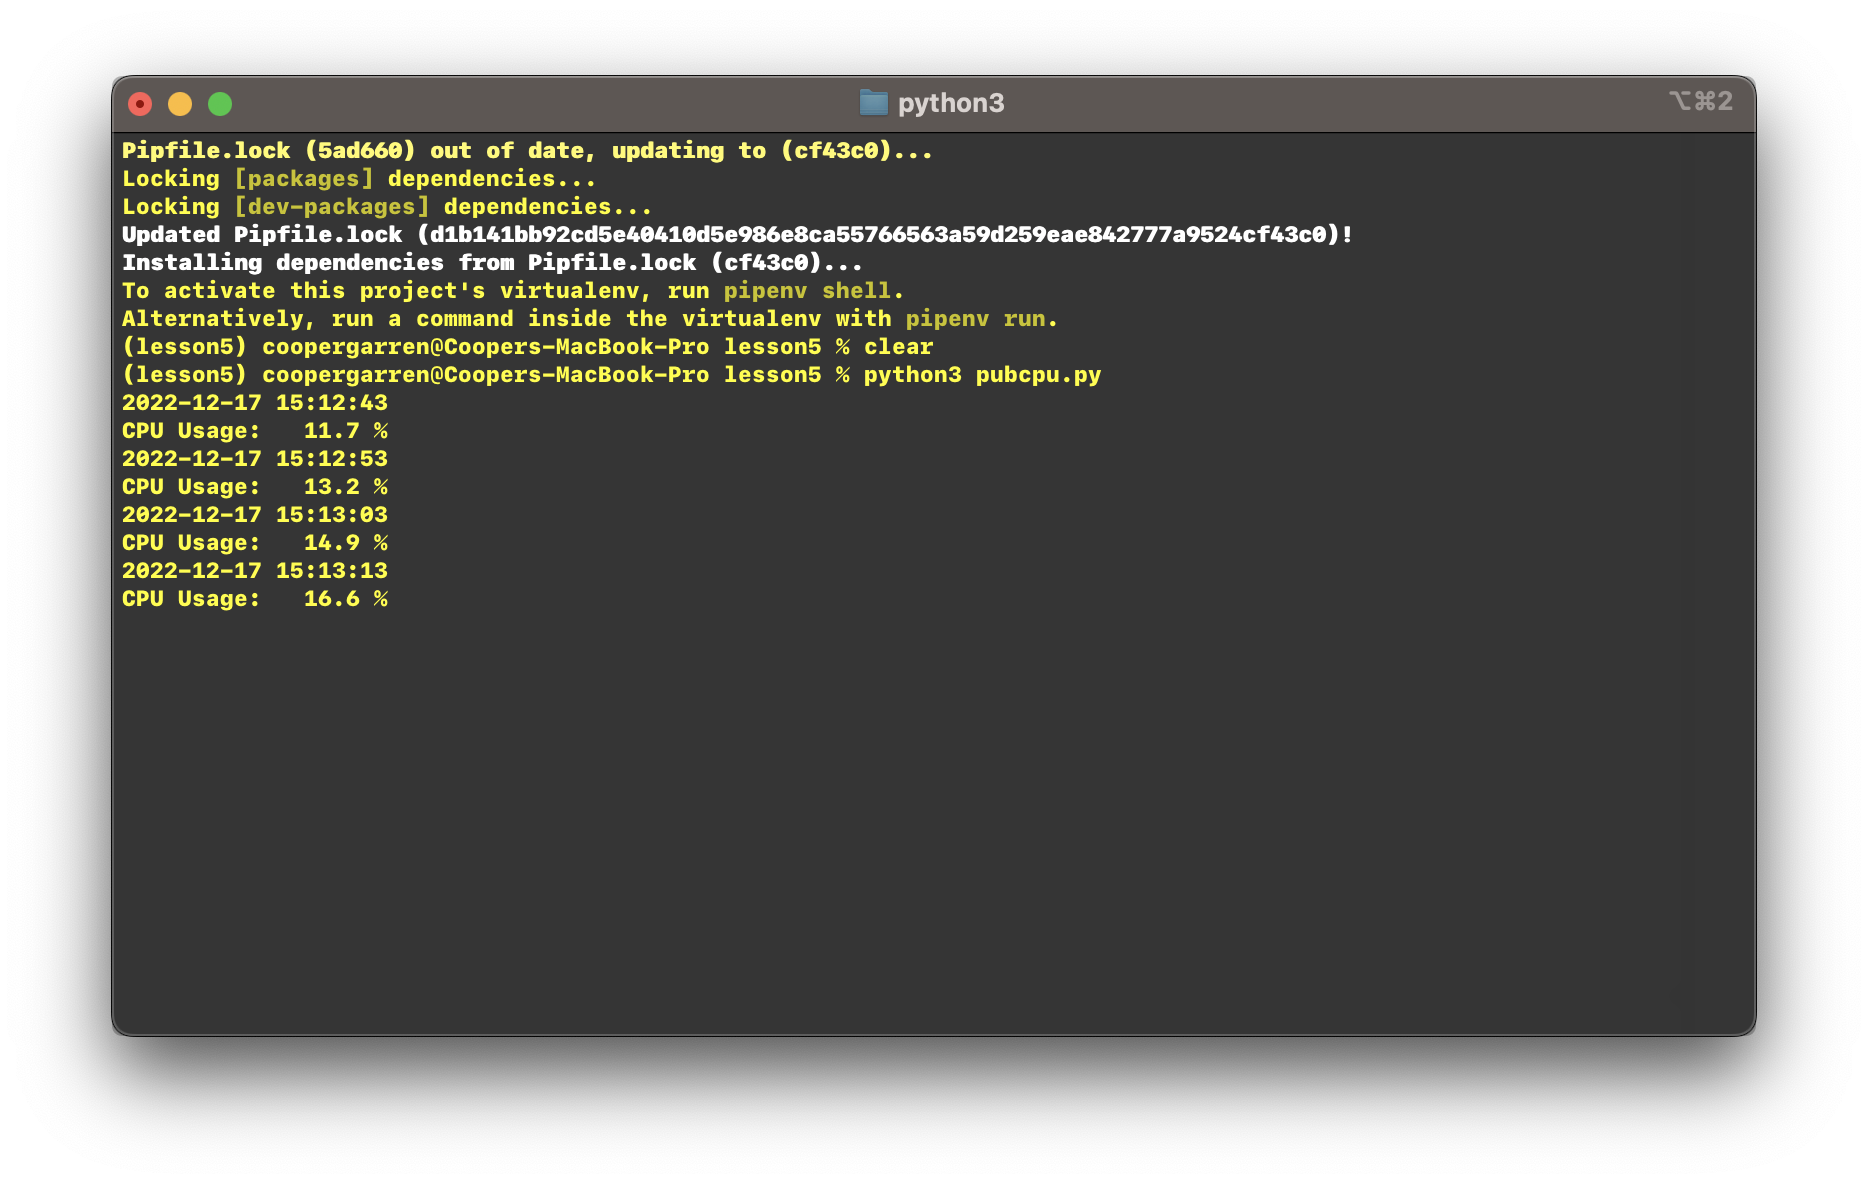 python3
⌥⌘2
Pipfile.lock (5ad660) out of date, updating to (cf43c0)...
Locking [packages] dependencies...
Locking [dev-packages] dependencies...
Updated Pipfile.lock (d1b141bb92cd5e40410d5e986e8ca55766563a59d259eae842777a9524cf43c0)!
Installing dependencies from Pipfile.lock (cf43c0)...
To activate this project's virtualenv, run pipenv shell.
Alternatively, run a command inside the virtualenv with pipenv run.
(lesson5) coopergarren@Coopers-MacBook-Pro lesson5 % clear
(lesson5) coopergarren@Coopers-MacBook-Pro lesson5 % python3 pubcpu.py
2022-12-17 15:12:43
CPU Usage:   11.7 %
2022-12-17 15:12:53
CPU Usage:   13.2 %
2022-12-17 15:13:03
CPU Usage:   14.9 %
2022-12-17 15:13:13
CPU Usage:   16.6 %